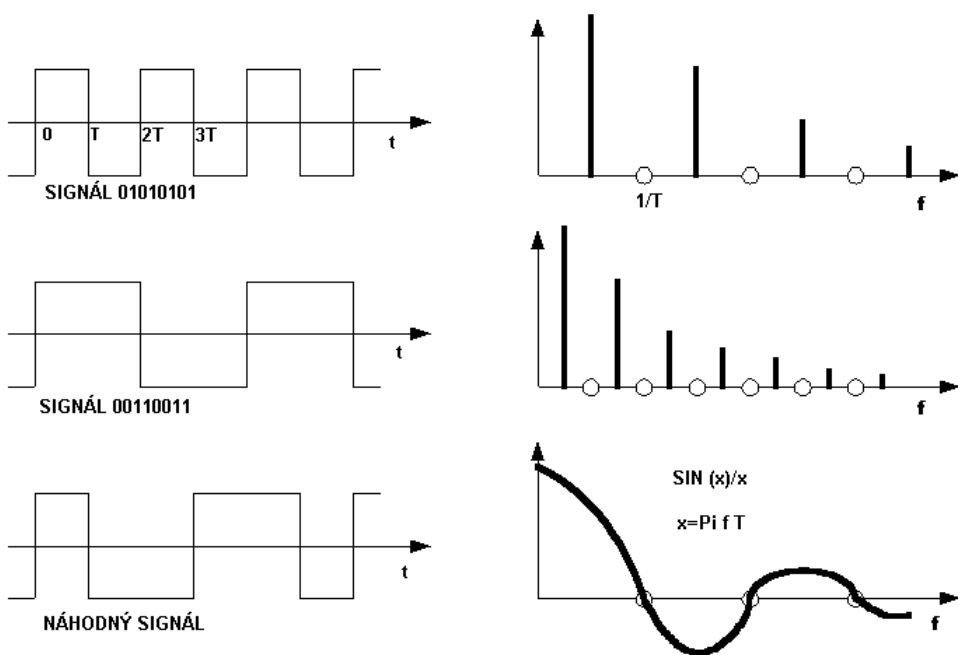 0 T 2T 3T t
SIGNÁL 01010101
1/T f
t
SIGNÁL 00110011
f
t
NÁHODNÝ SIGNÁL
SIN (x)/x
x=Pi f T
f